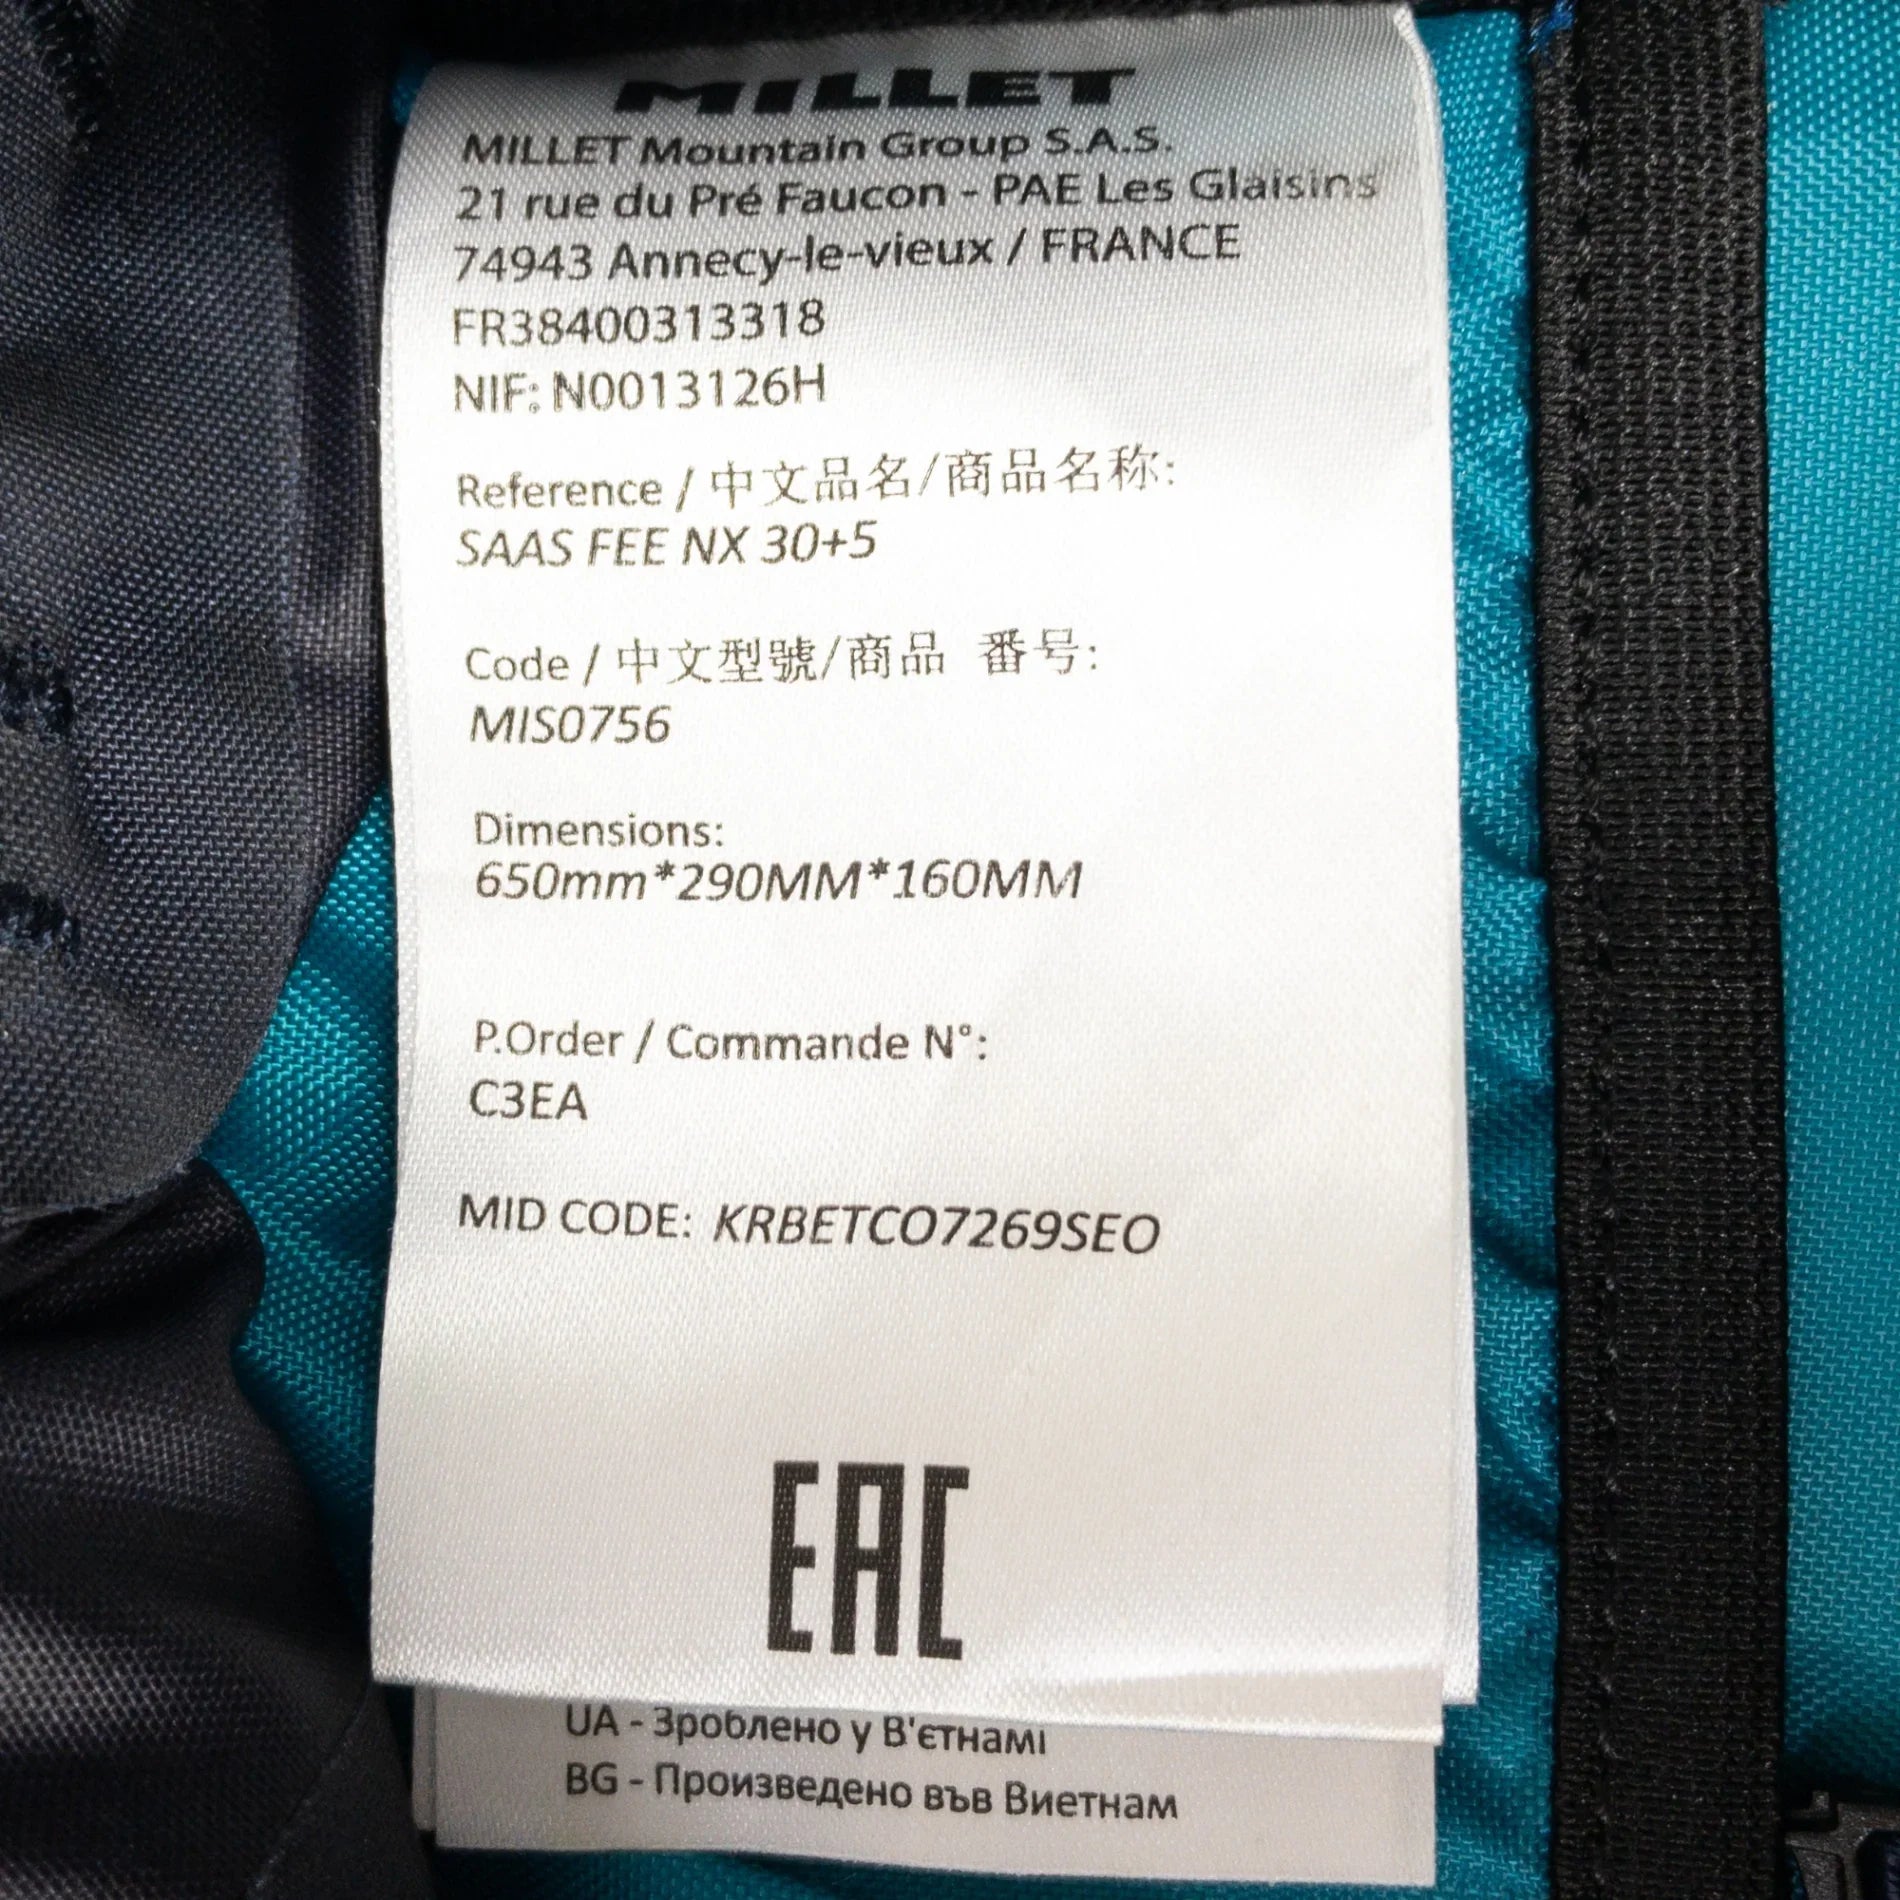 MILLET
MILLET Mountain Group S.A.S.
21 rue du Pré Faucon - PAE Les Glaisins
74943 Annecy-le-vieux / FRANCE
FR38400313318
NIF: N0013126H
Reference / 中文品名/商品名称:
SAAS FEE NX 30+5
Code / 中文型號/商品 番号:
MIS0756
Dimensions:
650mm*290MM*160MM
P.Order / Commande N°:
C3EA
MID CODE: KRBETCO7269SEO
EAC
UA - Зроблено у В'єтнамі
BG - Произведено във Виетнам